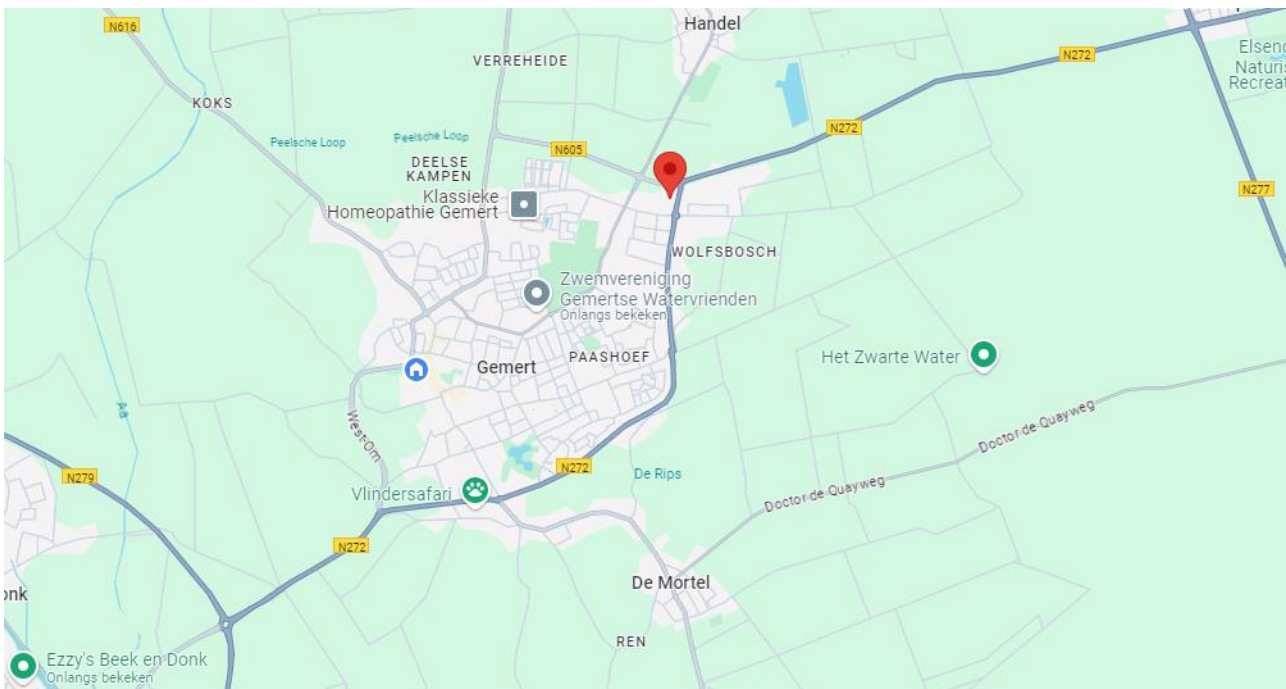 Handel
N616
VERREHEIDE
N272
Elsend
Naturis
Recreat
KOKS
N272
Peelsche Loop
Peelsche Loop
N605
DEELSE
KAMPEN
N277
Klassieke
Homeopathie Gemert
WOLFSBOSCH
Zwemvereniging
Gemertse Watervrienden
Onlangs bekeken
PAASHOEF
Het Zwarte Water
Gemert
Aa
West-Om
Doctor de Quayweg
N279
N272
De Rips
Vlindersafari
Doctor de Quayweg
N272
De Mortel
onk
REN
Ezzy's Beek en Donk
Onlangs bekeken